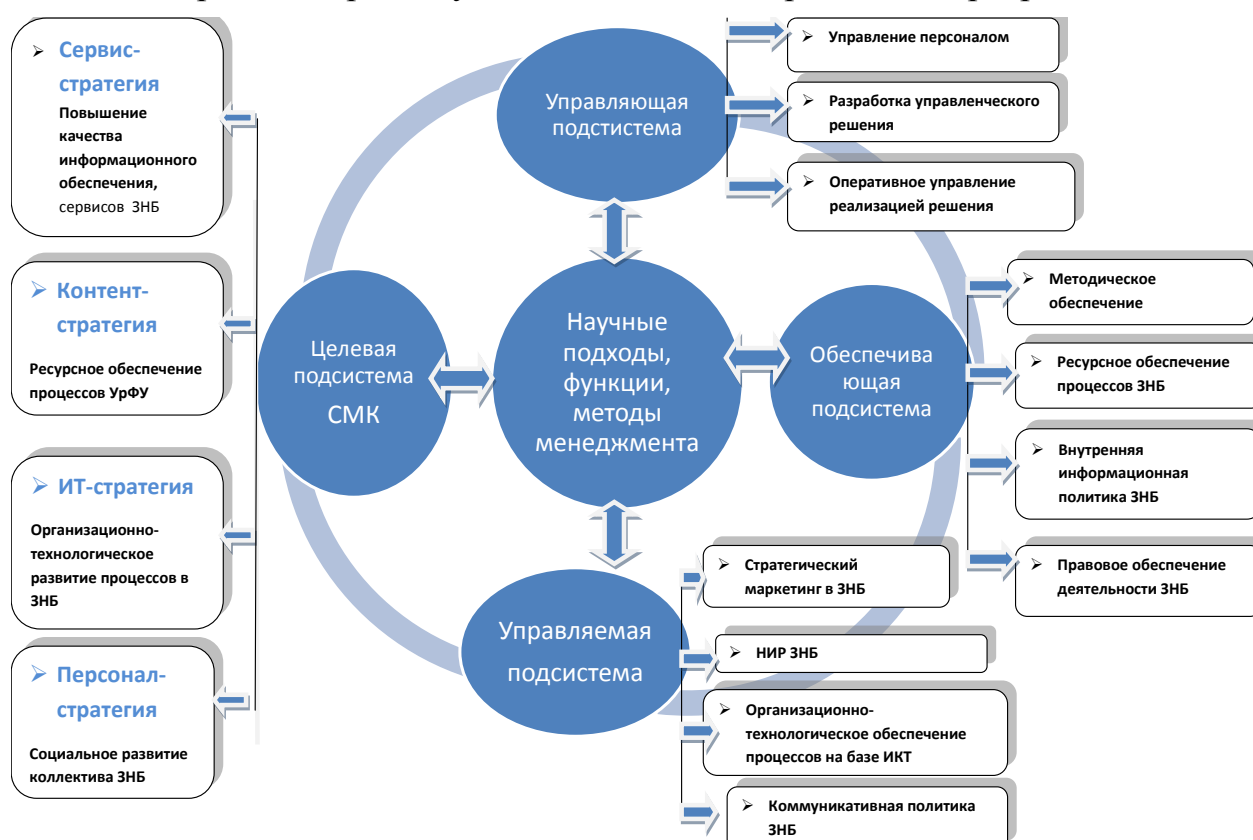 Сервис-
стратегия
Повышение
качества
информационного
обеспечения,
сервисов ЗНБ
Контент-
стратегия
Ресурсное обеспечение
процессов УрФУ
ИТ-стратегия
Организационно-
технологическое
развитие процессов в
ЗНБ
Персонал-
стратегия
Социальное развитие
коллектива ЗНБ
Управляющая
подстистема
Целевая
подсистема
СМК
Научные
подходы,
функции,
методы
менеджмента
Обеспечива
ющая
подсистема
Управляемая
подсистема
Управление персоналом
Разработка управленческого
решения
Оперативное управление
реализацией решения
Методическое
обеспечение
Ресурсное обеспечение
процессов ЗНБ
Внутренняя
информационная
политика ЗНБ
Правовое обеспечение
деятельности ЗНБ
Стратегический
маркетинг в ЗНБ
НИР ЗНБ
Организационно-
технологическое обеспечение
процессов на базе ИКТ
Коммуникативная политика
ЗНБ